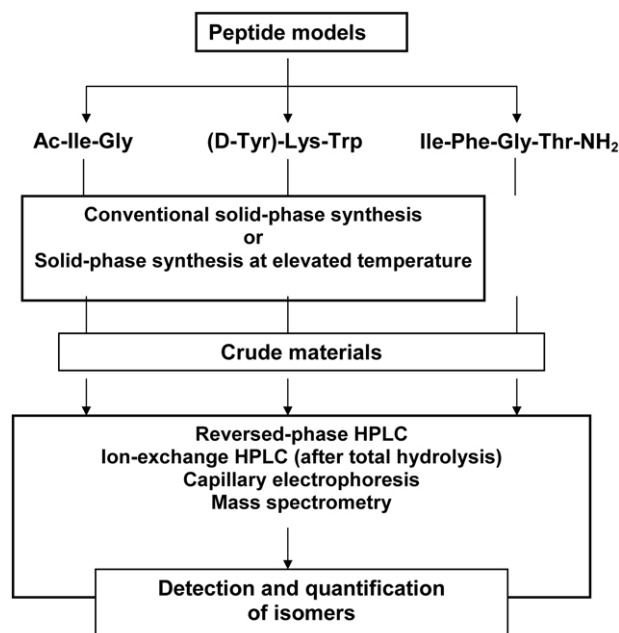 Peptide models
Ac-Ile-Gly
(D-Tyr)-Lys-Trp
Ile-Phe-Gly-Thr-NH₂
Conventional solid-phase synthesis
or
Solid-phase synthesis at elevated temperature
Crude materials
Reversed-phase HPLC
Ion-exchange HPLC (after total hydrolysis)
Capillary electrophoresis
Mass spectrometry
Detection and quantification
of isomers